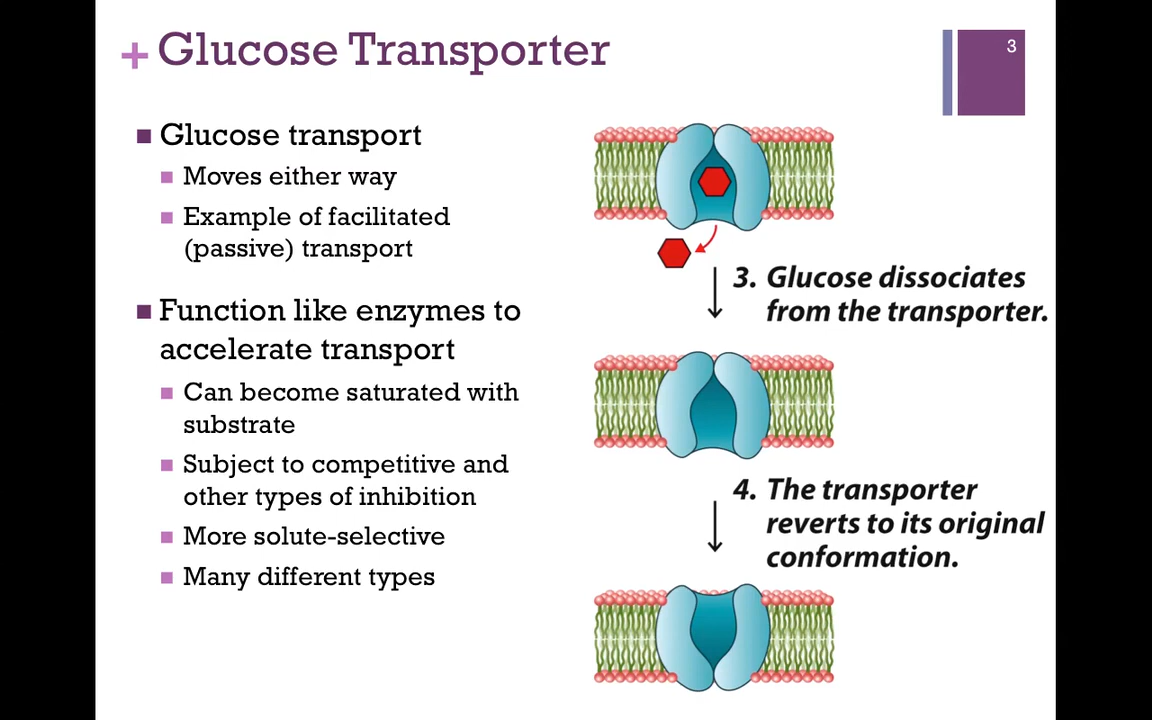 + Glucose Transporter
3
Glucose transport
Moves either way
Example of facilitated
(passive) transport
Function like enzymes to
accelerate transport
Can become saturated with
substrate
Subject to competitive and
other types of inhibition
More solute-selective
Many different types
3. Glucose dissociates
from the transporter.
4. The transporter
reverts to its original
conformation.